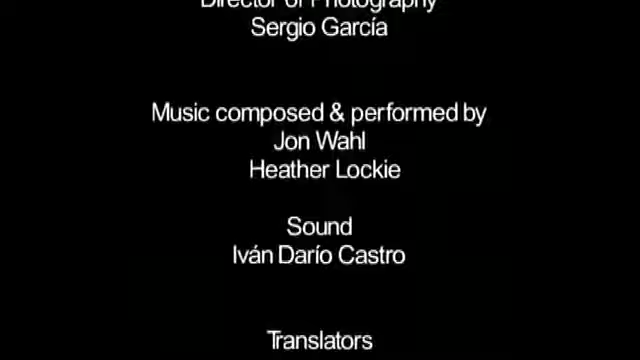 Director of Photography
Sergio García
Music composed & performed by
Jon Wahl
Heather Lockie
Sound
Iván Darío Castro
Translators